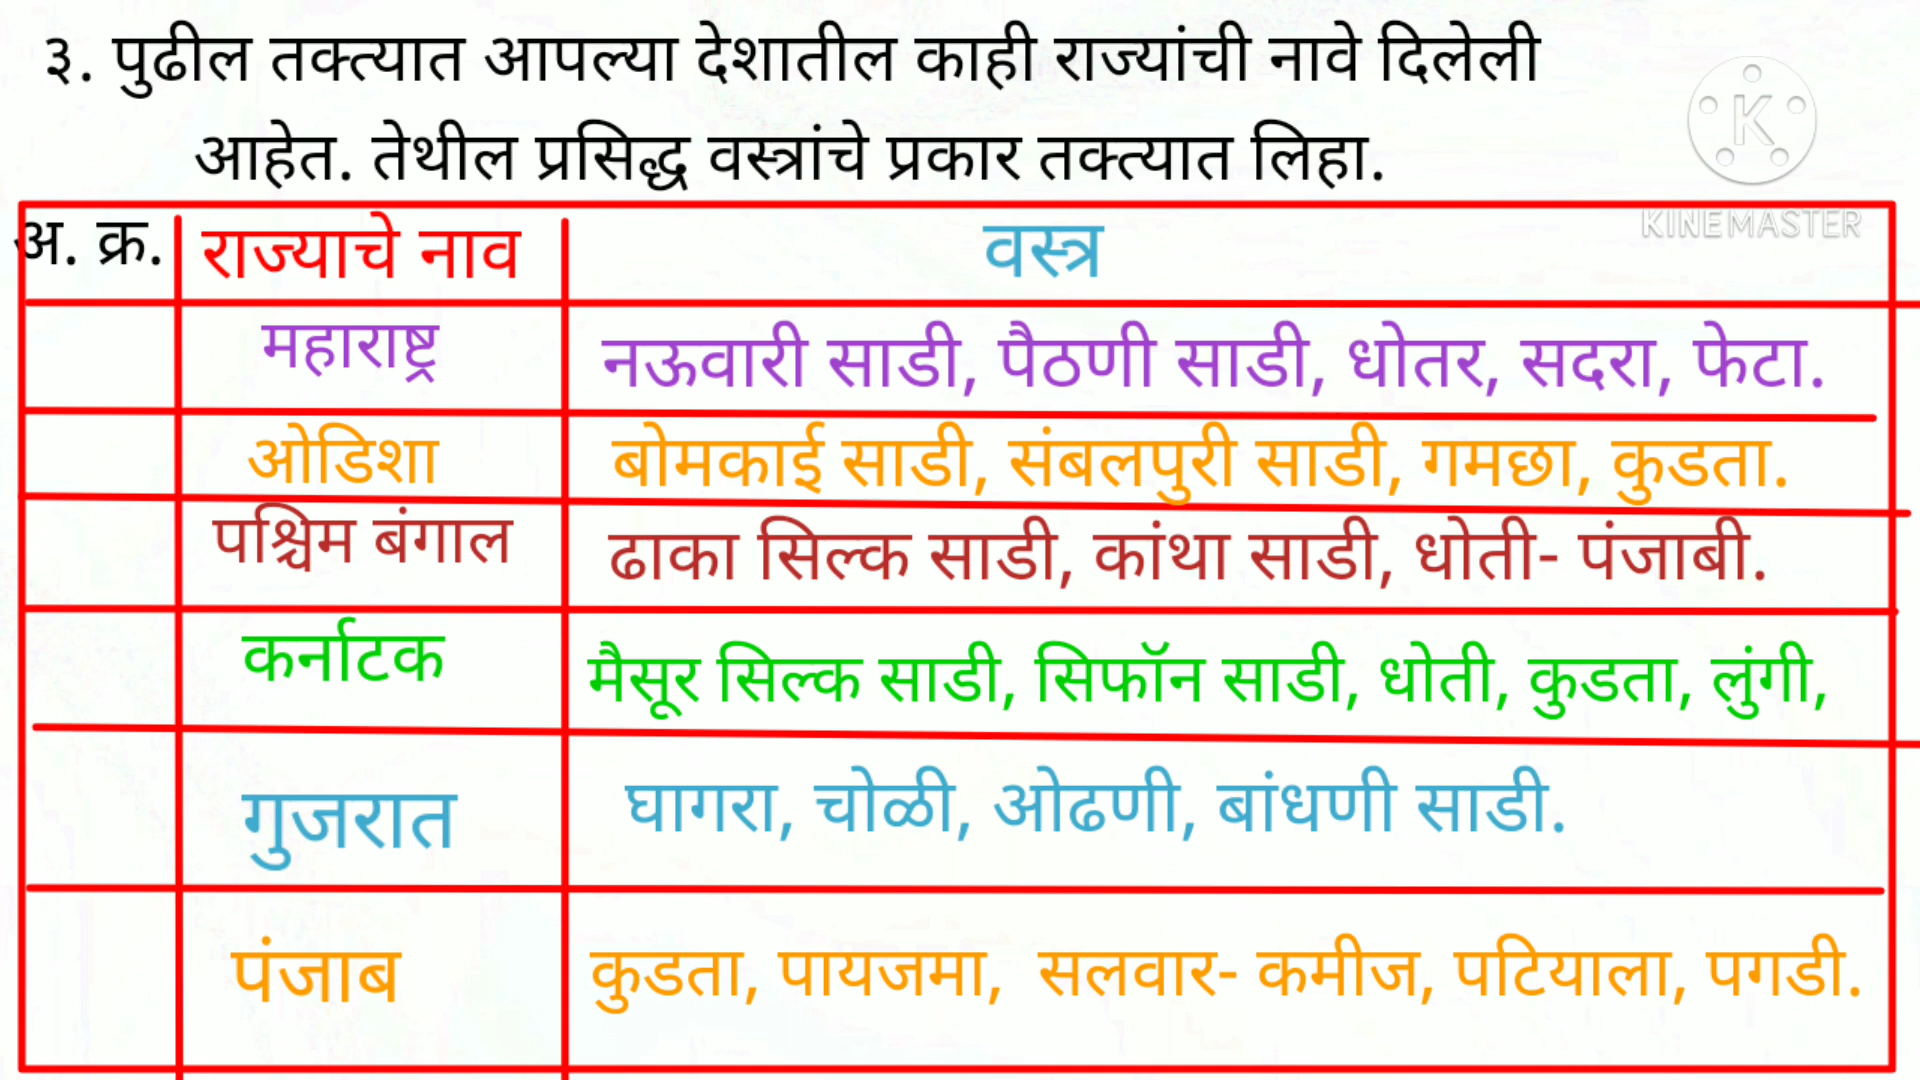 ३. पुढील तक्त्यात आपल्या देशातील काही राज्यांची नावे दिलेली
आहेत. तेथील प्रसिद्ध वस्त्रांचे प्रकार तक्त्यात लिहा.
K
KINEMASTER
अ. क्र. राज्याचे नाव वस्त्र
महाराष्ट्र नऊवारी साडी, पैठणी साडी, धोतर, सदरा, फेटा.
ओडिशा बोमकाई साडी, संबलपुरी साडी, गमछा, कुडता.
पश्चिम बंगाल ढाका सिल्क साडी, कांथा साडी, धोती- पंजाबी.
कर्नाटक मैसूर सिल्क साडी, सिफॉन साडी, धोती, कुडता, लुंगी,
गुजरात घागरा, चोळी, ओढणी, बांधणी साडी.
पंजाब कुडता, पायजमा, सलवार- कमीज, पटियाला, पगडी.